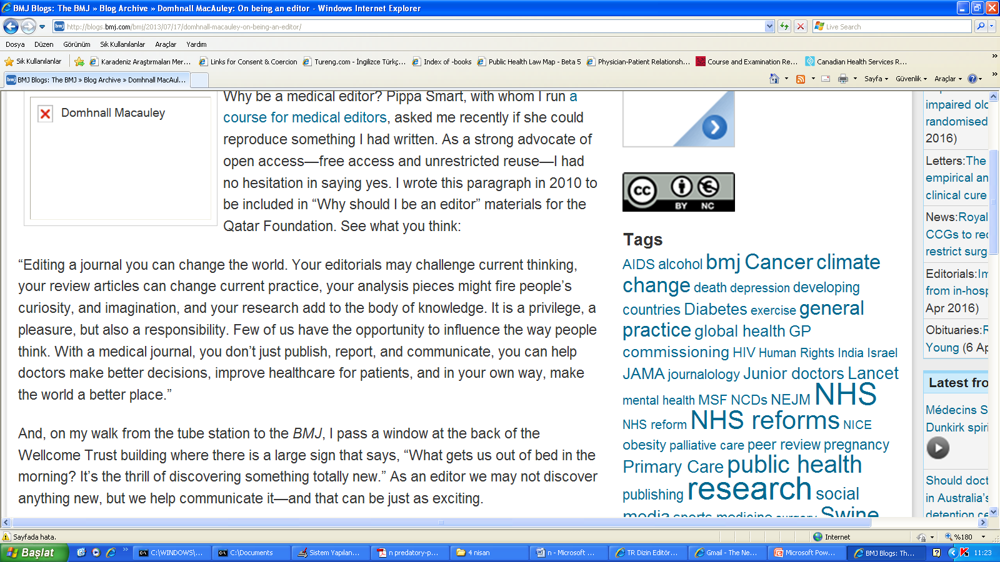 BMJ Blogs: The BMJ » Blog Archive » Domhnall MacAuley: On being an editor - Windows Internet Explorer
http://blogs.bmj.com/bmj/2013/07/17/domhnall-macauley-on-being-an-editor/
Live Search
Dosya Düzen Görünüm Sık Kullanılanlar Araçlar Yardım
Sık Kullanılanlar Karadeniz Araştırmaları Mer... Links for Consent & Coercion Tureng.com - İngilizce Türkç... Index of -books Public Health Law Map - Beta 5 Physician-Patient Relationsh... Course and Examination Re... Canadian Health Services R...
bmj BMJ Blogs: The BMJ » Blog Archive » Domhnall MacAul...
Sayfa Güvenlik Araçlar
Domhnall Macauley
Why be a medical editor? Pippa Smart, with whom I run a
course for medical editors, asked me recently if she could
reproduce something I had written. As a strong advocate of
open access—free access and unrestricted reuse—I had
no hesitation in saying yes. I wrote this paragraph in 2010 to
be included in “Why should I be an editor” materials for the
Qatar Foundation. See what you think:
“Editing a journal you can change the world. Your editorials may challenge current thinking,
your review articles can change current practice, your analysis pieces might fire people’s
curiosity, and imagination, and your research add to the body of knowledge. It is a privilege, a
pleasure, but also a responsibility. Few of us have the opportunity to influence the way people
think. With a medical journal, you don’t just publish, report, and communicate, you can help
doctors make better decisions, improve healthcare for patients, and in your own way, make
the world a better place.”
And, on my walk from the tube station to the BMJ, I pass a window at the back of the
Wellcome Trust building where there is a large sign that says, “What gets us out of bed in the
morning? It’s the thrill of discovering something totally new.” As an editor we may not discover
anything new, but we help communicate it—and that can be just as exciting.
cc BY NC
Tags
AIDS alcohol bmj Cancer climate
change death depression developing
countries Diabetes exercise general
practice global health GP
commissioning HIV Human Rights India Israel
JAMA journalology Junior doctors Lancet
mental health MSF NCDs NEJM NHS
NHS reform NHS reforms NICE
obesity palliative care peer review pregnancy
Primary Care public health
publishing research social
media sports medicine surgery Swine
impaired old
randomised
2016)
Letters:The
empirical an
clinical cure
News:Royal
CCGs to rec
restrict surg
Editorials:Im
from in-hosp
Apr 2016)
Obituaries:R
Young (6 Ap
Latest fro
Médecins S
Dunkirk spiri
Should doct
in Australia’s
detention ce
Sayfada hata.
Internet
%180
Başlat C:\WINDOWS\... C:\Documents Sistem Yapılan... n predatory-p... 4 nisan n - Microsoft ... TR Dizin Editör... Gmail - The Ne... Microsoft Pow... BMJ Blogs: Th... 11:23